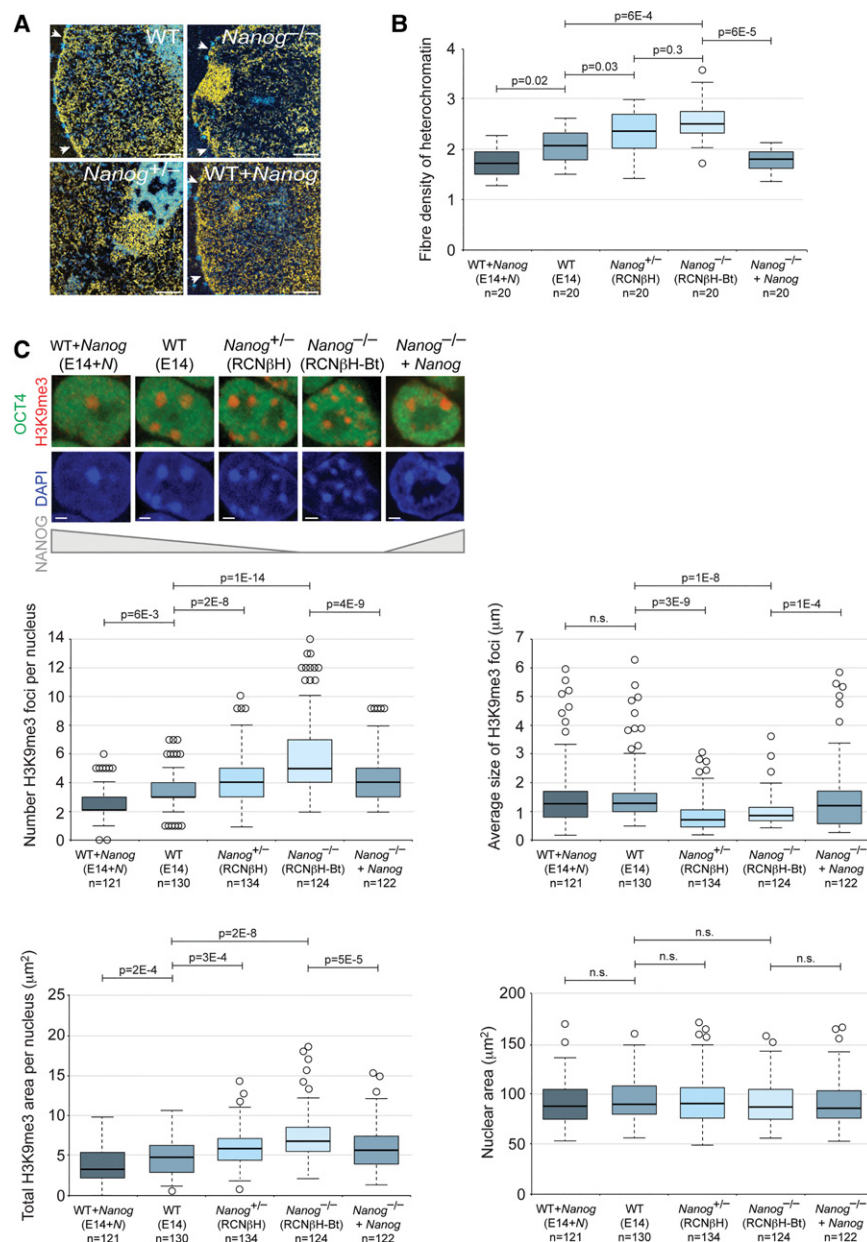 A
WT
Nanog–/–
Nanog+/–
WT+Nanog
B
p=6E-4
p=6E-5
p=0.3
p=0.03
p=0.02
Fibre density of heterochromatin
4
3
2
1
0
WT+Nanog (E14+N) n=20
WT (E14) n=20
Nanog+/– (RCNβH) n=20
Nanog–/– (RCNβH-Bt) n=20
Nanog–/– + Nanog n=20
C
WT+Nanog (E14+N)
WT (E14)
Nanog+/– (RCNβH)
Nanog–/– (RCNβH-Bt)
Nanog–/– + Nanog
OCT4
H3K9me3
DAPI
NANOG
p=1E-14
p=6E-3
p=2E-8
p=4E-9
Number H3K9me3 foci per nucleus
14
12
10
8
6
4
2
0
WT+Nanog (E14+N) n=121
WT (E14) n=130
Nanog+/– (RCNβH) n=134
Nanog–/– (RCNβH-Bt) n=124
Nanog–/– + Nanog n=122
p=1E-8
n.s.
p=3E-9
p=1E-4
Average size of H3K9me3 foci (μm)
7
6
5
4
3
2
1
0
WT+Nanog (E14+N) n=121
WT (E14) n=130
Nanog+/– (RCNβH) n=134
Nanog–/– (RCNβH-Bt) n=124
Nanog–/– + Nanog n=122
p=2E-8
p=2E-4
p=3E-4
p=5E-5
Total H3K9me3 area per nucleus (μm2)
25
20
15
10
5
0
WT+Nanog (E14+N) n=121
WT (E14) n=130
Nanog+/– (RCNβH) n=134
Nanog–/– (RCNβH-Bt) n=124
Nanog–/– + Nanog n=122
n.s.
n.s.
n.s.
n.s.
Nuclear area (μm2)
200
150
100
50
0
WT+Nanog (E14+N) n=121
WT (E14) n=130
Nanog+/– (RCNβH) n=134
Nanog–/– (RCNβH-Bt) n=124
Nanog–/– + Nanog n=122